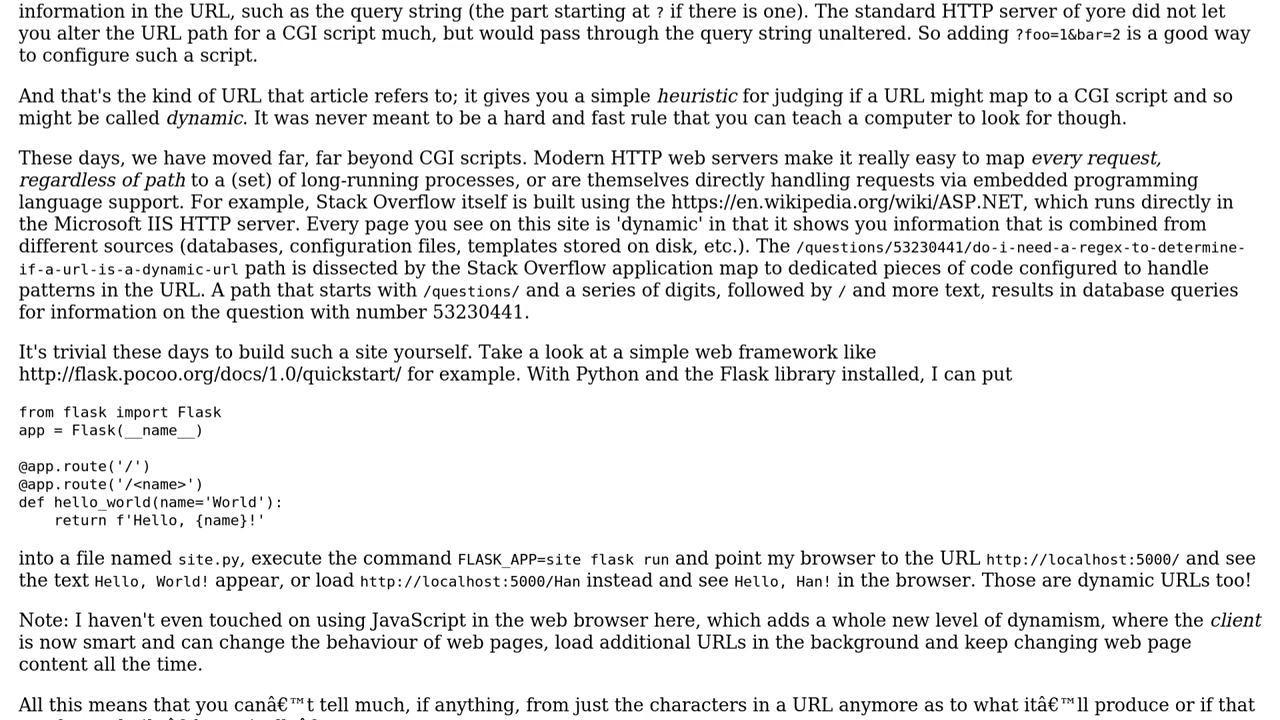 information in the URL, such as the query string (the part starting at ? if there is one). The standard HTTP server of yore did not let
you alter the URL path for a CGI script much, but would pass through the query string unaltered. So adding ?foo=1&bar=2 is a good way
to configure such a script.
And that's the kind of URL that article refers to; it gives you a simple heuristic for judging if a URL might map to a CGI script and so
might be called dynamic. It was never meant to be a hard and fast rule that you can teach a computer to look for though.
These days, we have moved far, far beyond CGI scripts. Modern HTTP web servers make it really easy to map every request,
regardless of path to a (set) of long-running processes, or are themselves directly handling requests via embedded programming
language support. For example, Stack Overflow itself is built using the https://en.wikipedia.org/wiki/ASP.NET, which runs directly in
the Microsoft IIS HTTP server. Every page you see on this site is 'dynamic' in that it shows you information that is combined from
different sources (databases, configuration files, templates stored on disk, etc.). The /questions/53230441/do-i-need-a-regex-to-determine-
if-a-url-is-a-dynamic-url path is dissected by the Stack Overflow application map to dedicated pieces of code configured to handle
patterns in the URL. A path that starts with /questions/ and a series of digits, followed by / and more text, results in database queries
for information on the question with number 53230441.
It's trivial these days to build such a site yourself. Take a look at a simple web framework like
http://flask.pocoo.org/docs/1.0/quickstart/ for example. With Python and the Flask library installed, I can put
from flask import Flask
app = Flask(__name__)
@app.route('/')
@app.route('/<name>')
def hello_world(name='World'):
    return f'Hello, {name}!'
into a file named site.py, execute the command FLASK_APP=site flask run and point my browser to the URL http://localhost:5000/ and see
the text Hello, World! appear, or load http://localhost:5000/Han instead and see Hello, Han! in the browser. Those are dynamic URLs too!
Note: I haven't even touched on using JavaScript in the web browser here, which adds a whole new level of dynamism, where the client
is now smart and can change the behaviour of web pages, load additional URLs in the background and keep changing web page
content all the time.
All this means that you canâ€™t tell much, if anything, from just the characters in a URL anymore as to what itâ€™ll produce or if that